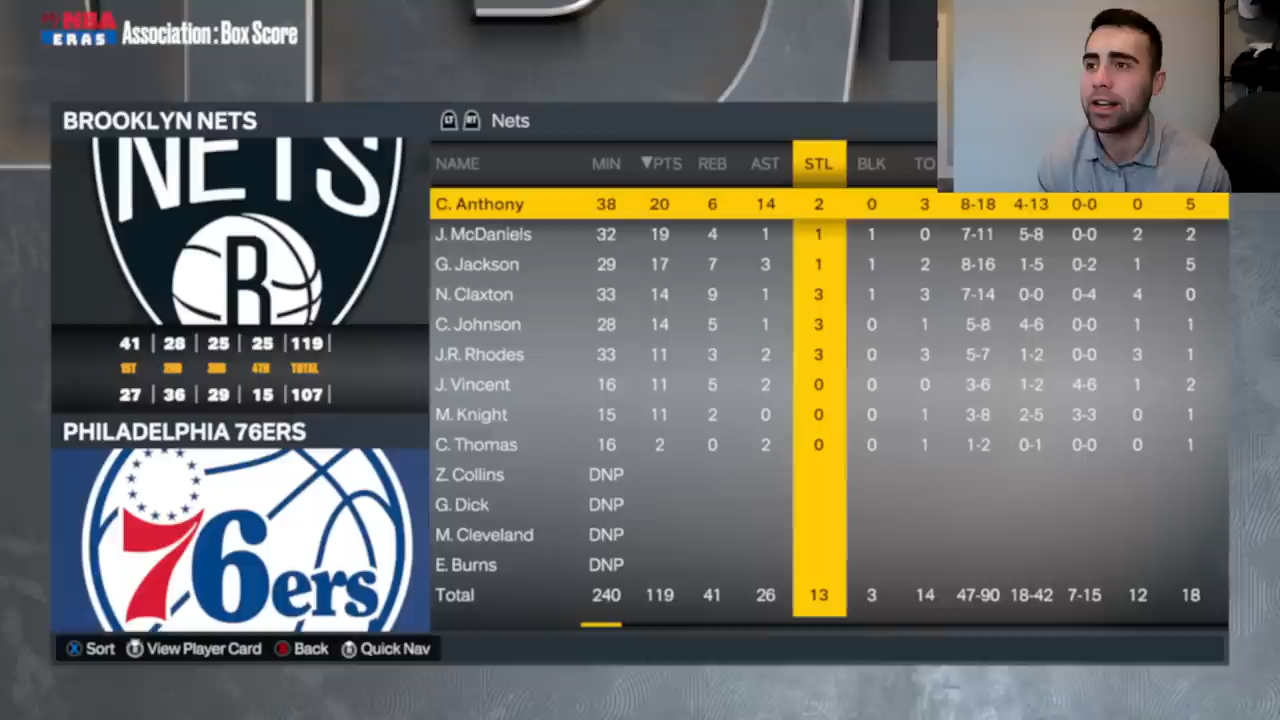 MyNBA
ERAS
Association : Box Score
BROOKLYN NETS
NETS
B
41 | 28 | 25 | 25 | 119 |
1ST 2ND 3RD 4TH TOTAL
27 | 36 | 29 | 15 | 107 |
PHILADELPHIA 76ERS
76ers
LT RT Nets
NAME MIN ▼PTS REB AST STL BLK TO
C. Anthony 38 20 6 14 2 0 3 8-18 4-13 0-0 0 5
J. McDaniels 32 19 4 1 1 1 0 7-11 5-8 0-0 2 2
G. Jackson 29 17 7 3 1 1 2 8-16 1-5 0-2 1 5
N. Claxton 33 14 9 1 3 1 3 7-14 0-0 0-4 4 0
C. Johnson 28 14 5 1 3 0 1 5-8 4-6 0-0 1 1
J.R. Rhodes 33 11 3 2 3 0 3 5-7 1-2 0-0 3 1
J. Vincent 16 11 5 2 0 0 0 3-6 1-2 4-6 1 2
M. Knight 15 11 2 0 0 0 1 3-8 2-5 3-3 0 1
C. Thomas 16 2 0 2 0 0 1 1-2 0-1 0-0 0 1
Z. Collins DNP
G. Dick DNP
M. Cleveland DNP
E. Burns DNP
Total 240 119 41 26 13 3 14 47-90 18-42 7-15 12 18
X Sort View Player Card Back Quick Nav